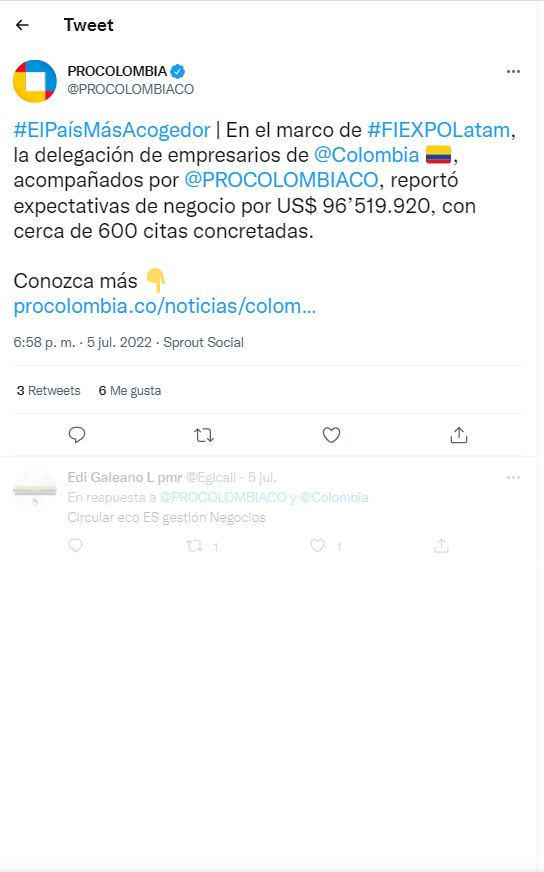 Tweet
PROCOLOMBIA
@PROCOLOMBIACO
#ElPaísMásAcogedor | En el marco de #FIEXPOLatam,
la delegación de empresarios de @Colombia 🇨🇴,
acompañados por @PROCOLOMBIACO, reportó
expectativas de negocio por US$ 96’519.920, con
cerca de 600 citas concretadas.
Conozca más 👇
procolombia.co/noticias/colom...
6:58 p. m. · 5 jul. 2022 · Sprout Social
3 Retweets 6 Me gusta
Edi Galeano L pmr @Eglcali · 5 jul.
En respuesta a @PROCOLOMBIACO y @Colombia
Circular eco ES gestión Negocios
1 1